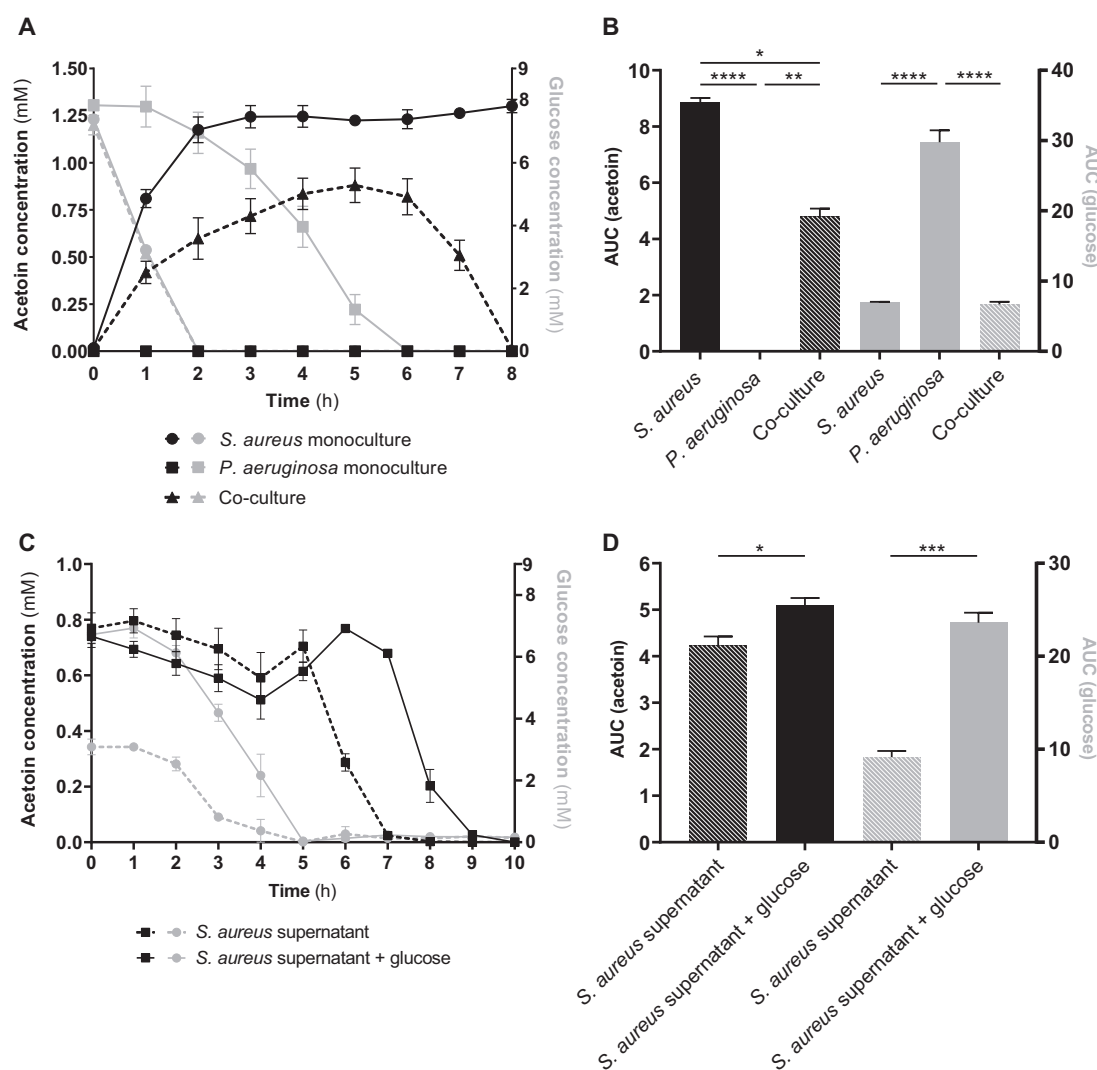 A
Acetoin concentration (mM)
1.50
1.25
1.00
0.75
0.50
0.25
0.00
Glucose concentration (mM)
9
8
6
4
2
0
0 1 2 3 4 5 6 7 8
Time (h)
S. aureus monoculture
P. aeruginosa monoculture
Co-culture
B
AUC (acetoin)
10
8
6
4
2
0
AUC (glucose)
40
30
20
10
0
*
**** ** **** ****
S. aureus
P. aeruginosa
Co-culture
S. aureus
P. aeruginosa
Co-culture
C
Acetoin concentration (mM)
1.0
0.8
0.6
0.4
0.2
0.0
Glucose concentration (mM)
9
8
6
4
2
0
0 1 2 3 4 5 6 7 8 9 10
Time (h)
S. aureus supernatant
S. aureus supernatant + glucose
D
AUC (acetoin)
6
5
4
3
2
1
0
AUC (glucose)
30
20
10
0
* ***
S. aureus supernatant
S. aureus supernatant + glucose
S. aureus supernatant
S. aureus supernatant + glucose